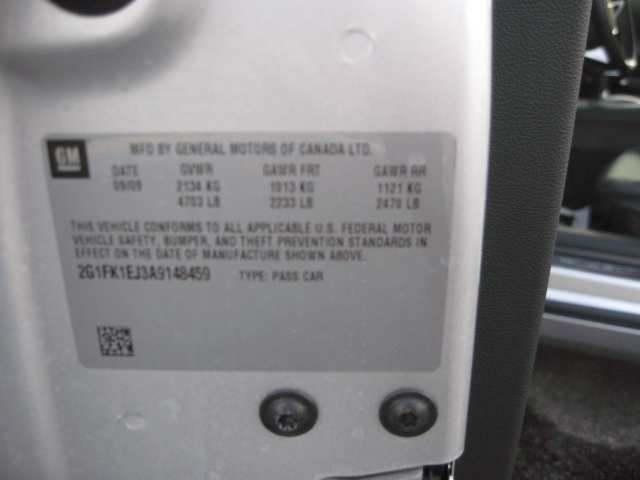 GM
MFD BY GENERAL MOTORS OF CANADA LTD.
DATE GVWR GAWR FRT GAWR RR
09/09 2134 KG 1013 KG 1121 KG
4703 LB 2233 LB 2470 LB
THIS VEHICLE CONFORMS TO ALL APPLICABLE U.S. FEDERAL MOTOR
VEHICLE SAFETY, BUMPER, AND THEFT PREVENTION STANDARDS IN
EFFECT ON THE DATE OF MANUFACTURE SHOWN ABOVE.
2G1FK1EJ3A9148459 TYPE: PASS CAR